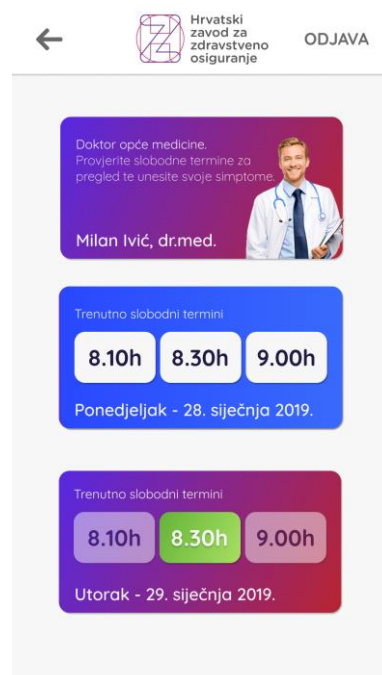 Hrvatski
zavod za
zdravstveno
osiguranje
ODJAVA
Doktor opće medicine.
Provjerite slobodne termine za
pregled te unesite svoje simptome.
Milan Ivić, dr.med.
Trenutno slobodni termini
8.10h 8.30h 9.00h
Ponedjeljak - 28. siječnja 2019.
Trenutno slobodni termini
8.10h 8.30h 9.00h
Utorak - 29. siječnja 2019.